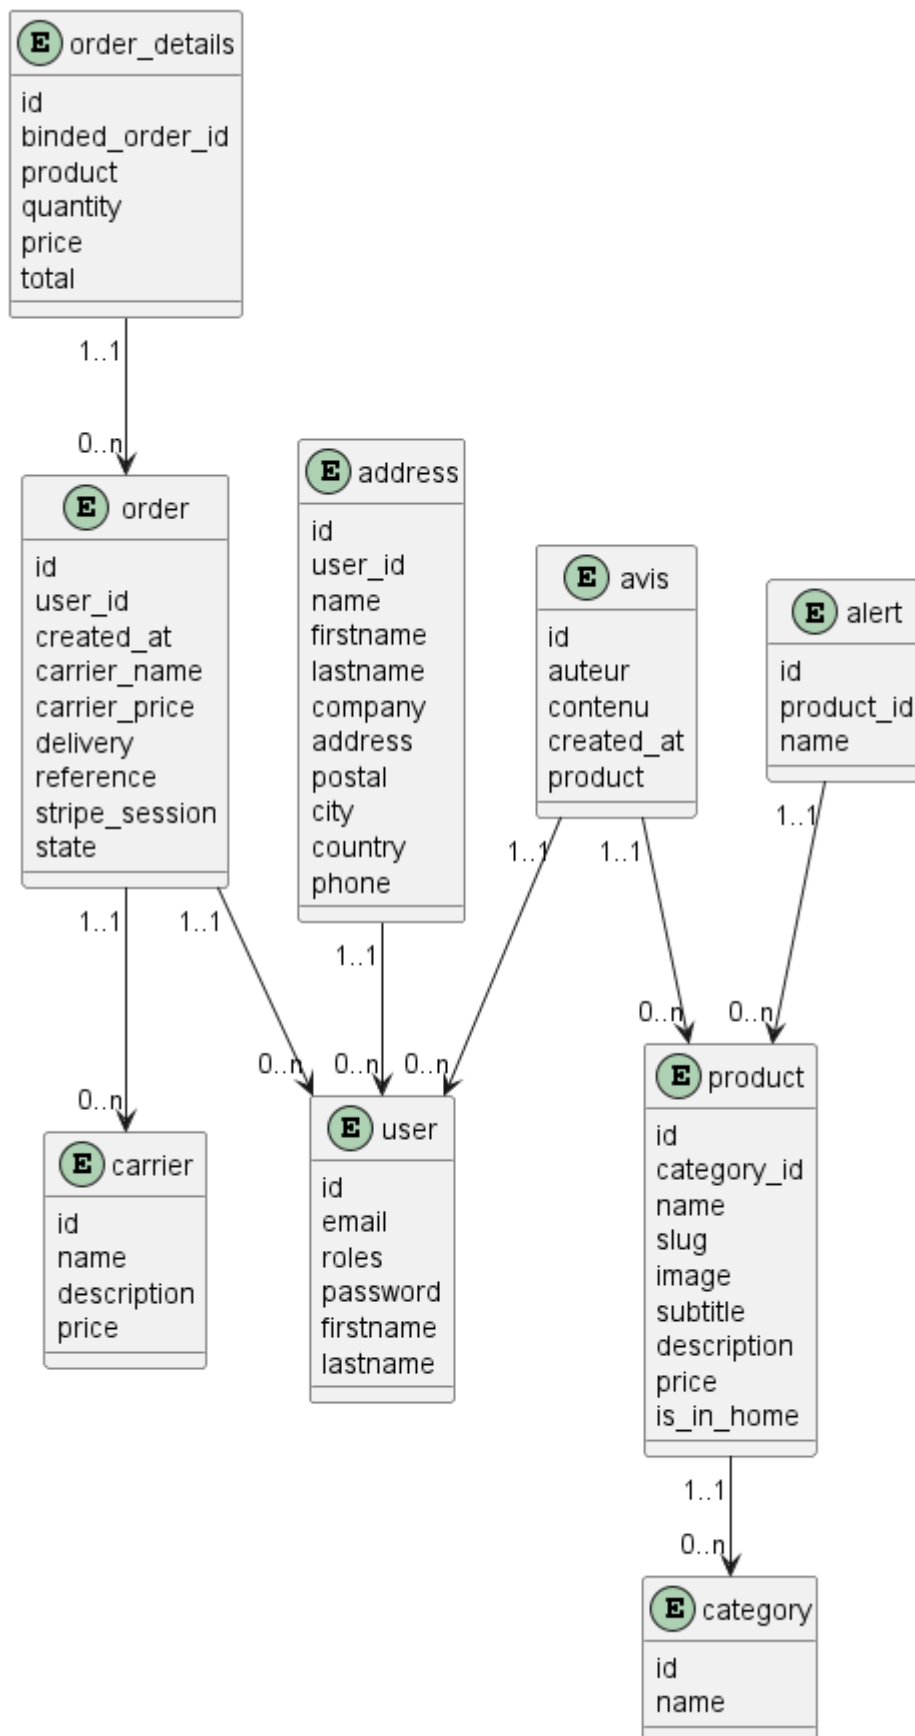 E order_details
id
binded_order_id
product
quantity
price
total
1..1
0..n
E order
id
user_id
created_at
carrier_name
carrier_price
delivery
reference
stripe_session
state
E address
id
user_id
name
firstname
lastname
company
address
postal
city
country
phone
E avis
id
auteur
contenu
created_at
product
E alert
id
product_id
name
1..1
1..1
1..1
1..1
1..1
1..1
0..n
0..n
0..n
0..n
0..n
0..n
E carrier
id
name
description
price
E user
id
email
roles
password
firstname
lastname
E product
id
category_id
name
slug
image
subtitle
description
price
is_in_home
1..1
0..n
E category
id
name